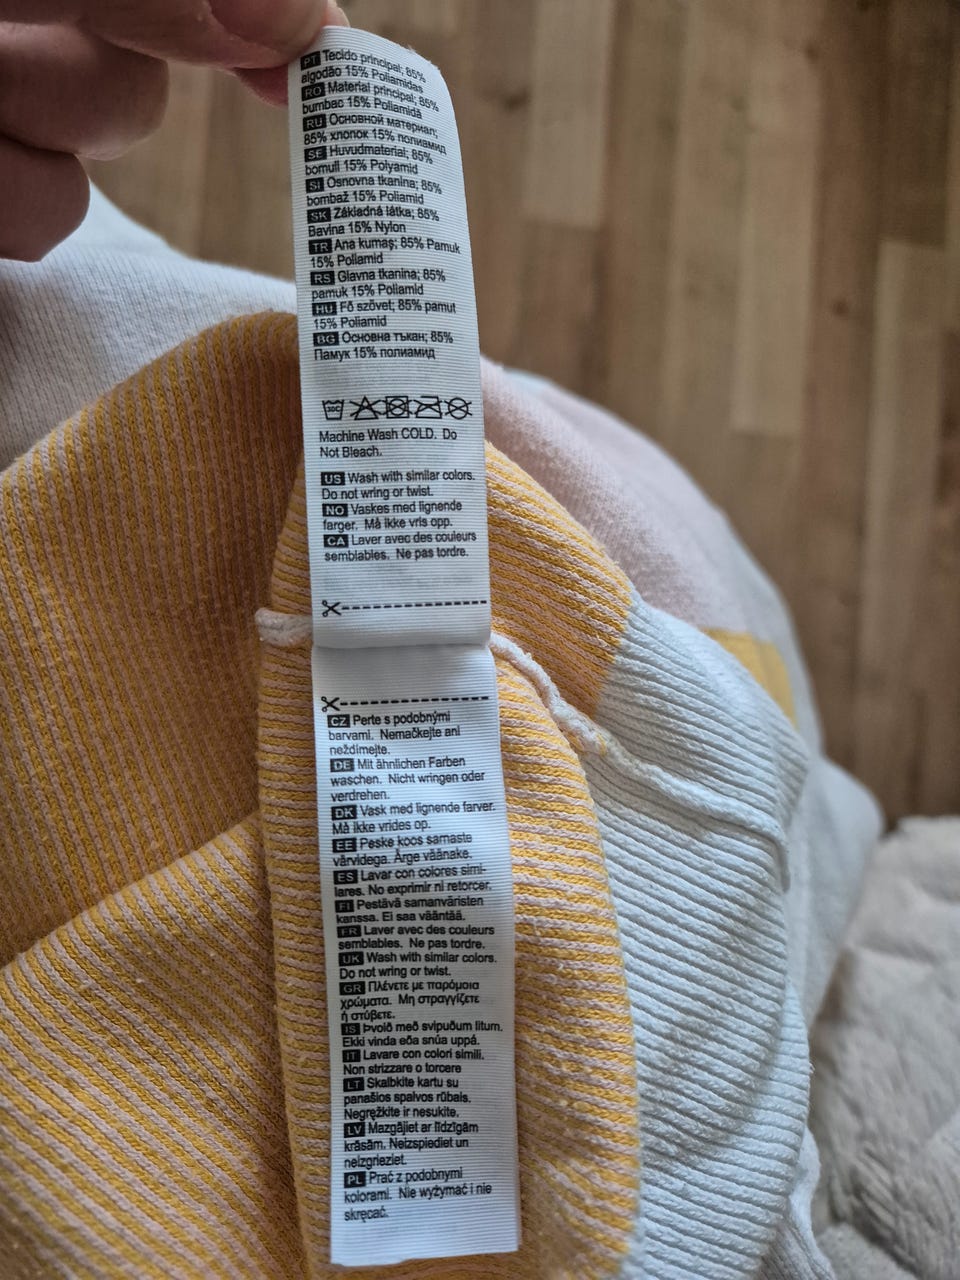 PT Tecido principal; 85%
algodão 15% Poliamidas
RO Material principal; 85%
bumbac 15% Poliamidă
RU Основной материал;
85% хлопок 15% полиамид
SE Huvudmaterial; 85%
bomull 15% Polyamid
SI Osnovna tkanina; 85%
bombaž 15% Poliamid
SK Základná látka; 85%
Bavlna 15% Nylon
TR Ana kumaş; 85% Pamuk
15% Poliamid
RS Glavna tkanina; 85%
pamuk 15% Poliamid
HU Fő szövet; 85% pamut
15% Poliamid
BG Основна тъкан; 85%
Памук 15% полиамид
30C
Machine Wash COLD. Do
Not Bleach.
US Wash with similar colors.
Do not wring or twist.
NO Vaskes med lignende
farger. Må ikke vris opp.
CA Laver avec des couleurs
semblables. Ne pas tordre.
CZ Perte s podobnými
barvami. Nemačkejte ani
neždímejte.
DE Mit ähnlichen Farben
waschen. Nicht wringen oder
verdrehen.
DK Vask med lignende farver.
Må ikke vrides op.
EE Peske koos samaste
värvidega. Ärge väänake.
ES Lavar con colores simi-
lares. No exprimir ni retorcer.
FI Pestävä samanväristen
kanssa. Ei saa vääntää.
FR Laver avec des couleurs
semblables. Ne pas tordre.
UK Wash with similar colors.
Do not wring or twist.
GR Πλένετε με παρόμοια
χρώματα. Μη στραγγίζετε
ή στύβετε.
IS Þvoið með svipuðum litum.
Ekki vinda eða snúa uppá.
IT Lavare con colori simili.
Non strizzare o torcere
LT Skalbkite kartu su
panašios spalvos rūbais.
Negręžkite ir nesukite.
LV Mazgājiet ar līdzīgām
krāsām. Neizspiediet un
neizgrieziet.
PL Prać z podobnymi
kolorami. Nie wyżymać i nie
skręcać.